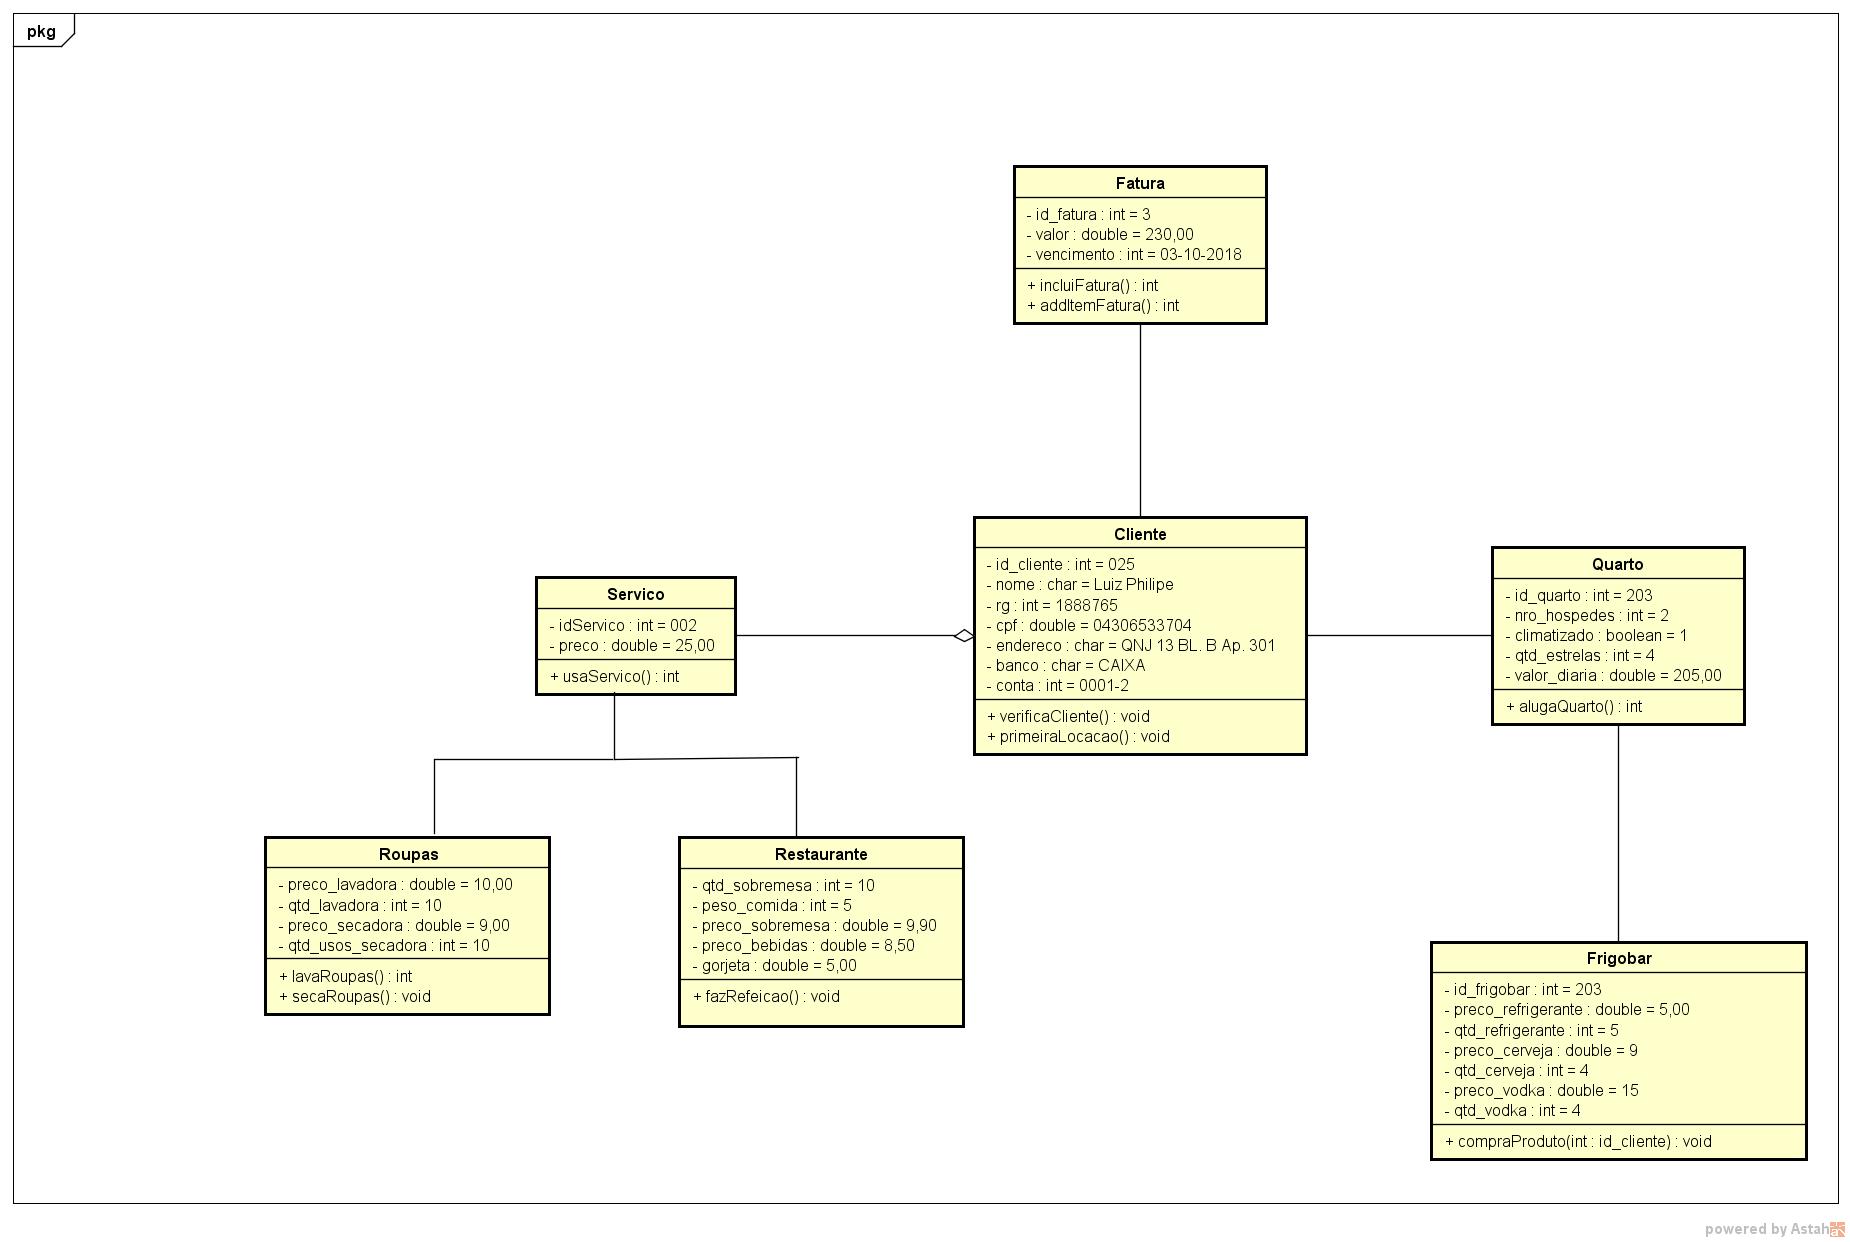 pkg
Fatura
- id_fatura : int = 3
- valor : double = 230,00
- vencimento : int = 03-10-2018
+ incluiFatura() : int
+ addItemFatura() : int
Cliente
- id_cliente : int = 025
- nome : char = Luiz Philipe
- rg : int = 1888765
- cpf : double = 04306533704
- endereco : char = QNJ 13 BL. B Ap. 301
- banco : char = CAIXA
- conta : int = 0001-2
+ verificaCliente() : void
+ primeiraLocacao() : void
Quarto
- id_quarto : int = 203
- nro_hospedes : int = 2
- climatizado : boolean = 1
- qtd_estrelas : int = 4
- valor_diaria : double = 205,00
+ alugaQuarto() : int
Servico
- idServico : int = 002
- preco : double = 25,00
+ usaServico() : int
Roupas
- preco_lavadora : double = 10,00
- qtd_lavadora : int = 10
- preco_secadora : double = 9,00
- qtd_usos_secadora : int = 10
+ lavaRoupas() : int
+ secaRoupas() : void
Restaurante
- qtd_sobremesa : int = 10
- peso_comida : int = 5
- preco_sobremesa : double = 9,90
- preco_bebidas : double = 8,50
- gorjeta : double = 5,00
+ fazRefeicao() : void
Frigobar
- id_frigobar : int = 203
- preco_refrigerante : double = 5,00
- qtd_refrigerante : int = 5
- preco_cerveja : double = 9
- qtd_cerveja : int = 4
- preco_vodka : double = 15
- qtd_vodka : int = 4
+ compraProduto(int : id_cliente) : void
powered by Astah